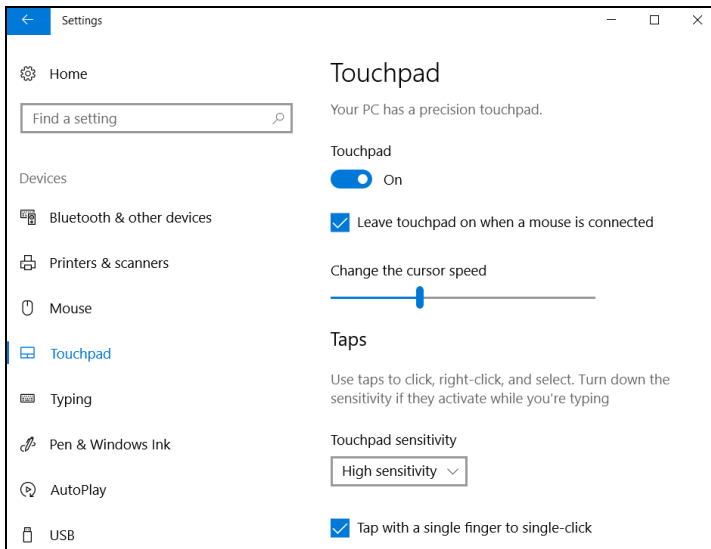 Settings
Home
Find a setting
Devices
Bluetooth & other devices
Printers & scanners
Mouse
Touchpad
Typing
Pen & Windows Ink
AutoPlay
USB
Touchpad
Your PC has a precision touchpad.
Touchpad
On
Leave touchpad on when a mouse is connected
Change the cursor speed
Taps
Use taps to click, right-click, and select. Turn down the
sensitivity if they activate while you're typing
Touchpad sensitivity
High sensitivity
Tap with a single finger to single-click